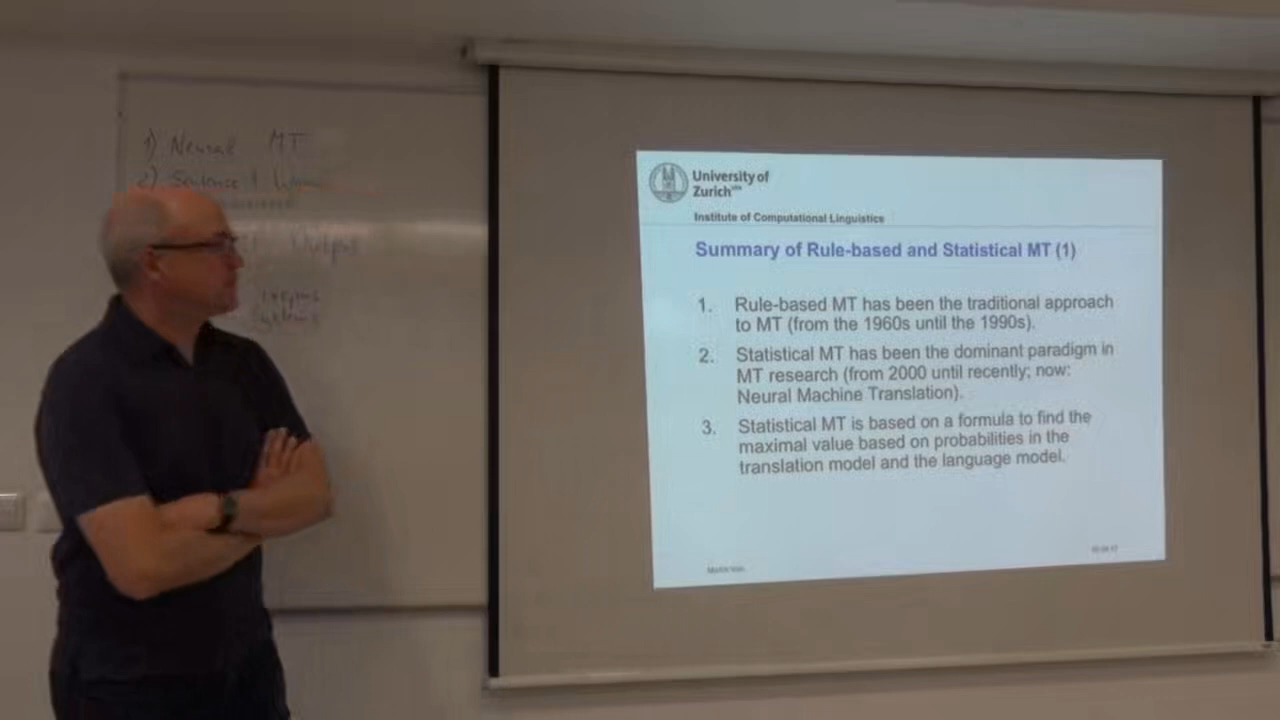 1) Neural MT
2) Sentence
Output
Systems
University of
Zurich
Institute of Computational Linguistics
Summary of Rule-based and Statistical MT (1)
1. Rule-based MT has been the traditional approach
to MT (from the 1960s until the 1990s).
2. Statistical MT has been the dominant paradigm in
MT research (from 2000 until recently; now:
Neural Machine Translation).
3. Statistical MT is based on a formula to find the
maximal value based on probabilities in the
translation model and the language model.